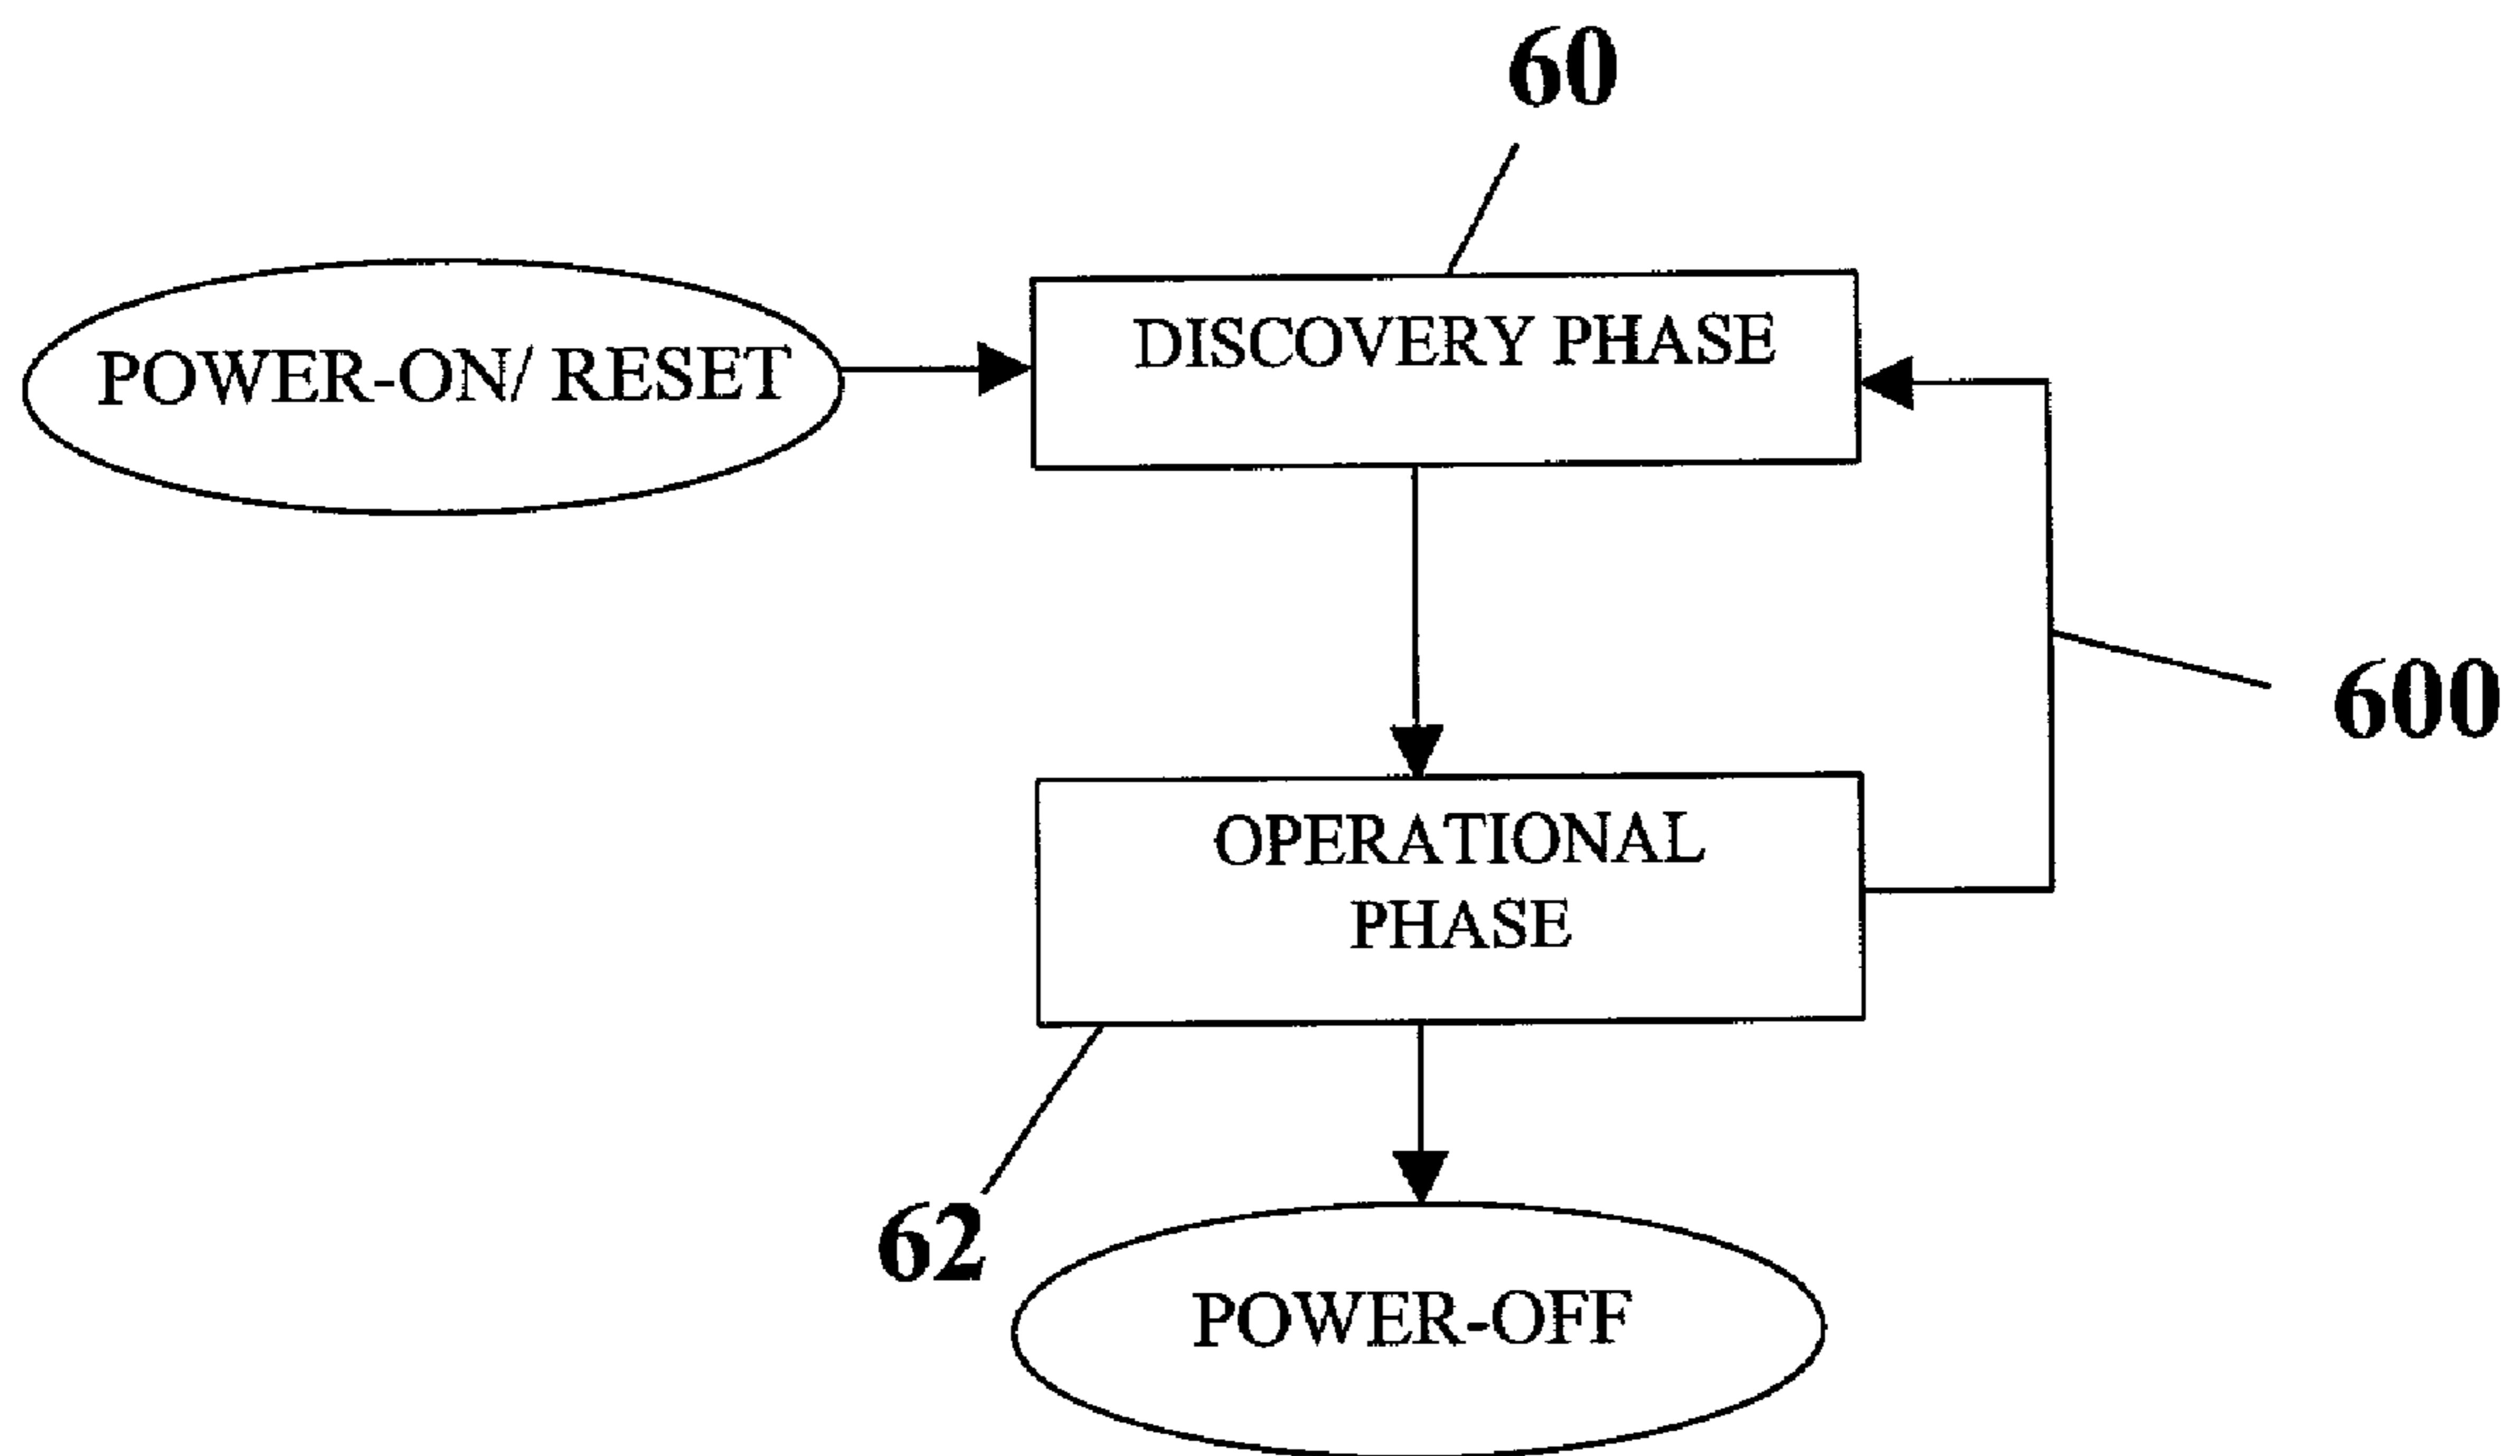 60
POWER-ON/ RESET
DISCOVERY PHASE
600
OPERATIONAL
PHASE
62
POWER-OFF